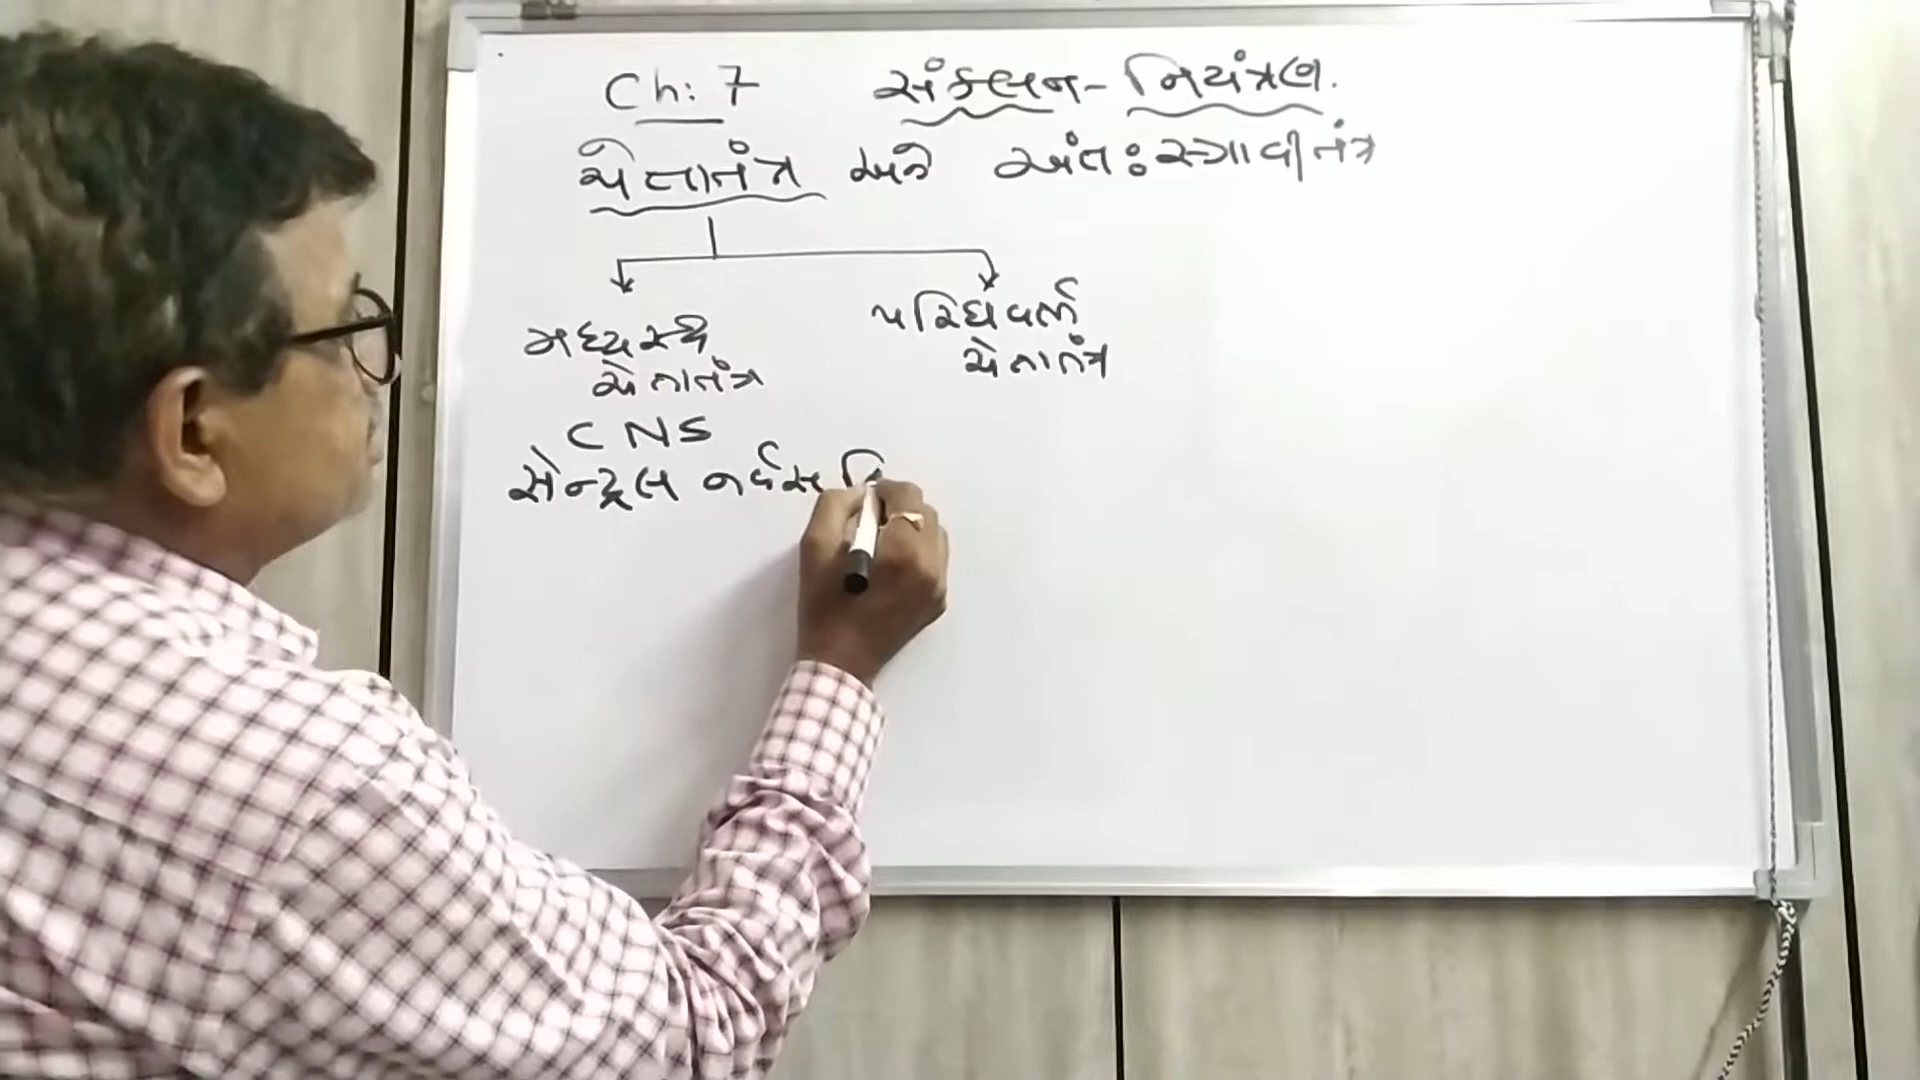 Ch: 7 સંકલન - નિયંત્રણ.
ચેતાતંત્ર અને અંતઃસ્ત્રાવીતંત્ર
મધ્યસ્થ
ચેતાતંત્ર
પરિઘવર્તી
ચેતાતંત્ર
CNS
સેન્ટ્રલ નર્વસ